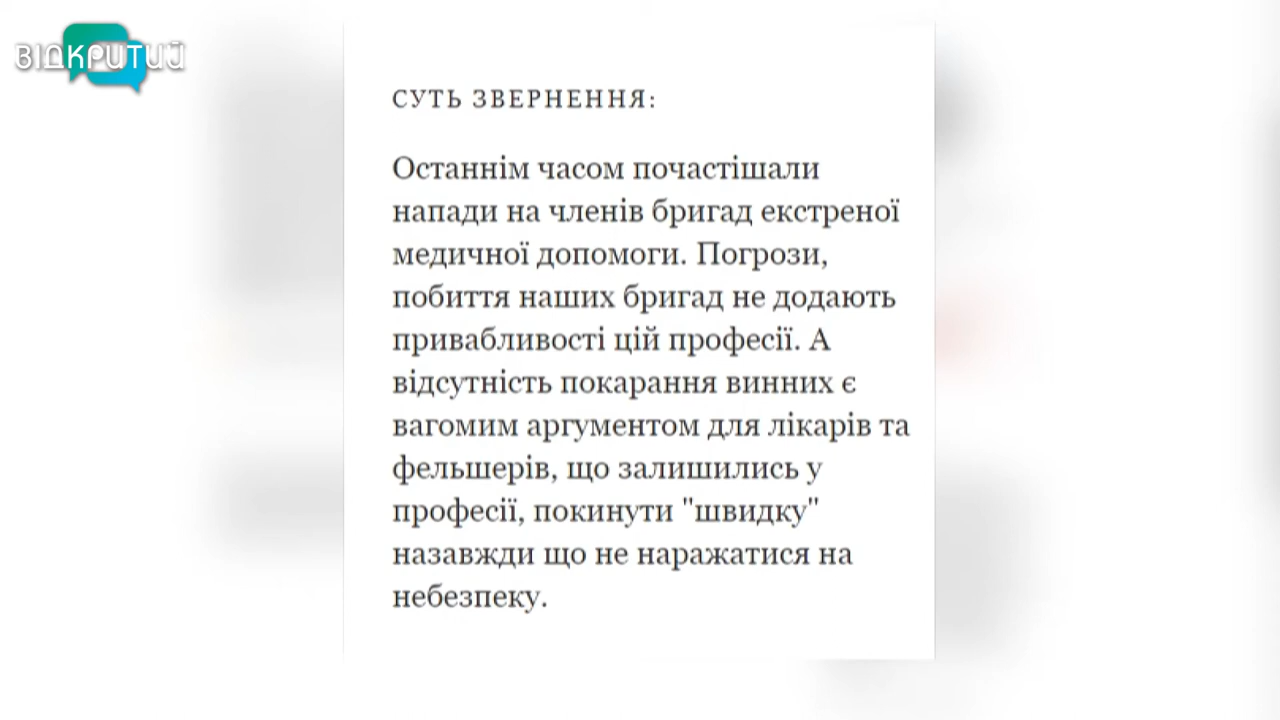 ВІДКРИТИЙ
СУТЬ ЗВЕРНЕННЯ:
Останнім часом почастішали
напади на членів бригад екстреної
медичної допомоги. Погрози,
побиття наших бригад не додають
привабливості цій професії. А
відсутність покарання винних є
вагомим аргументом для лікарів та
фельшерів, що залишились у
професії, покинути "швидку"
назавжди що не наражатися на
небезпеку.